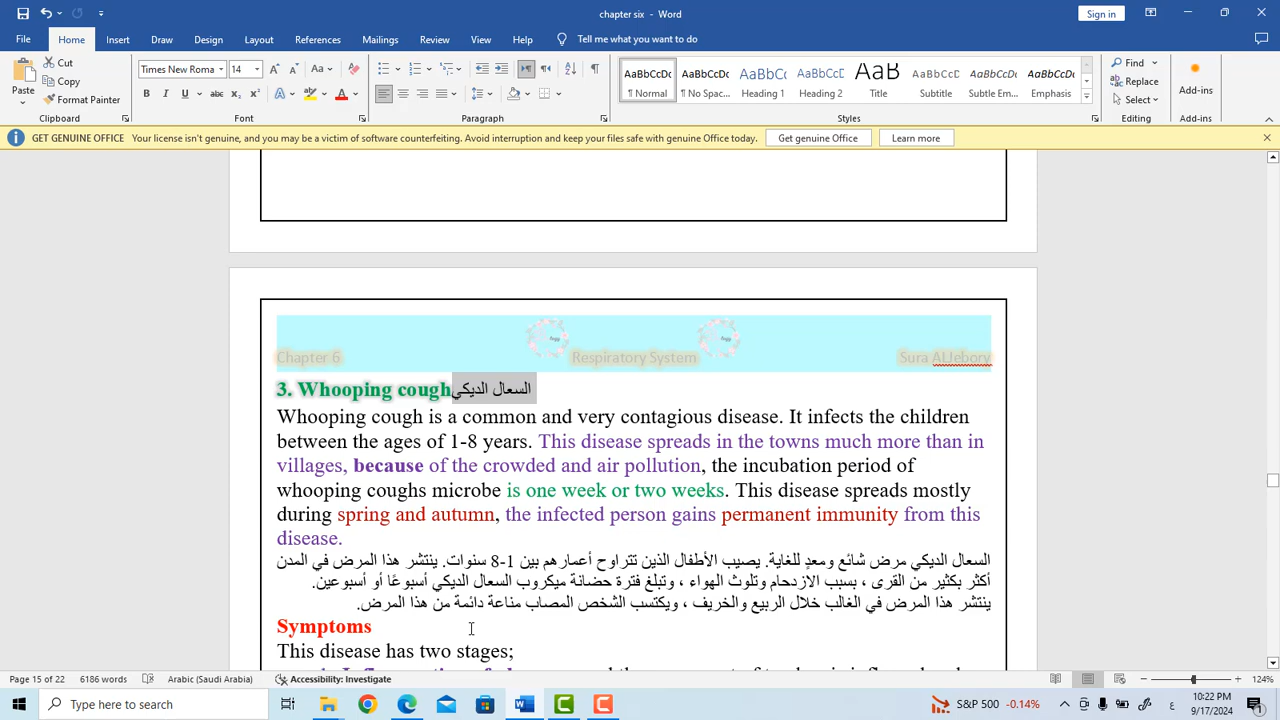 chapter six - Word
Sign in
File Home Insert Draw Design Layout References Mailings Review View Help Tell me what you want to do
Cut
Copy
Format Painter
Paste
Times New Roma 14
AaBbCcDc AaBbCcDc AaBbCc AaBbCcD AaB AaBbCcD AaBbCcDc AaBbCcDc
¶ Normal ¶ No Spac... Heading 1 Heading 2 Title Subtitle Subtle Em... Emphasis
Find
Replace
Select
Add-ins
Clipboard Font Paragraph Styles Editing Add-ins
GET GENUINE OFFICE Your license isn't genuine, and you may be a victim of software counterfeiting. Avoid interruption and keep your files safe with genuine Office today. Get genuine Office Learn more
Chapter 6 Respiratory System Sura ALJebory
3. Whooping cough السعال الديكي
Whooping cough is a common and very contagious disease. It infects the children
between the ages of 1-8 years. This disease spreads in the towns much more than in
villages, because of the crowded and air pollution, the incubation period of
whooping coughs microbe is one week or two weeks. This disease spreads mostly
during spring and autumn, the infected person gains permanent immunity from this
disease.
السعال الديكي مرض شائع ومعدٍ للغاية. يصيب الأطفال الذين تتراوح أعمارهم بين 1-8 سنوات. ينتشر هذا المرض في المدن
أكثر بكثير من القرى ، بسبب الازدحام وتلوث الهواء ، وتبلغ فترة حضانة ميكروب السعال الديكي أسبوعًا أو أسبوعين.
ينتشر هذا المرض في الغالب خلال الربيع والخريف ، ويكتسب الشخص المصاب مناعة دائمة من هذا المرض.
Symptoms
This disease has two stages;
Page 15 of 22 6186 words Arabic (Saudi Arabia) Accessibility: Investigate 124%
Type here to search
S&P 500 -0.14%
ع
10:22 PM
9/17/2024